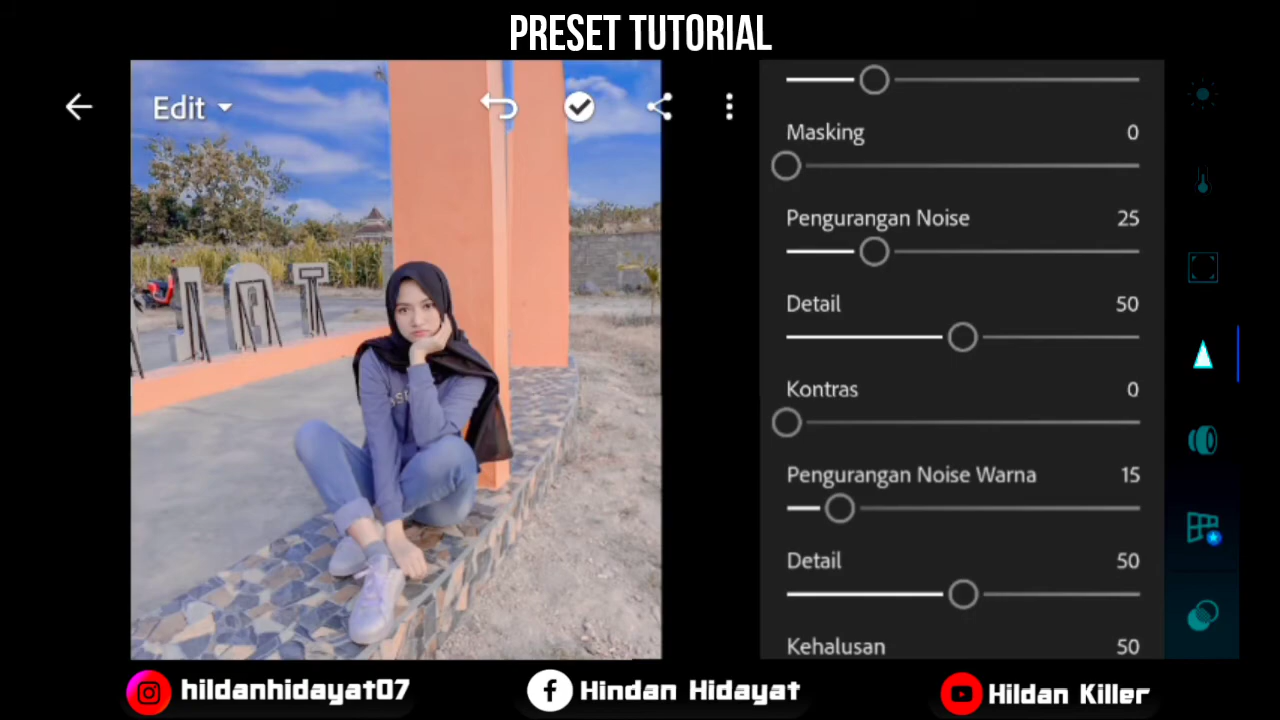 PRESET TUTORIAL
Edit
Masking 0
Pengurangan Noise 25
Detail 50
Kontras 0
Pengurangan Noise Warna 15
Detail 50
Kehalusan 50
hildanhidayat07
Hindan Hidayat
Hildan Killer